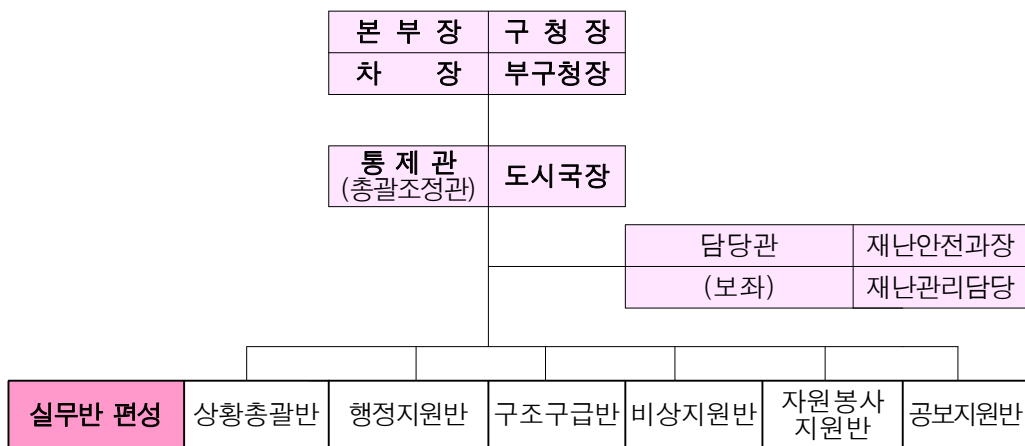 본 부 장 구 청 장
차 장 부구청장
통 제 관 도시국장
(총괄조정관)
담당관 재난안전과장
(보좌) 재난관리담당
실무반 편성 상황총괄반 행정지원반 구조구급반 비상지원반 자원봉사 공보지원반
지원반